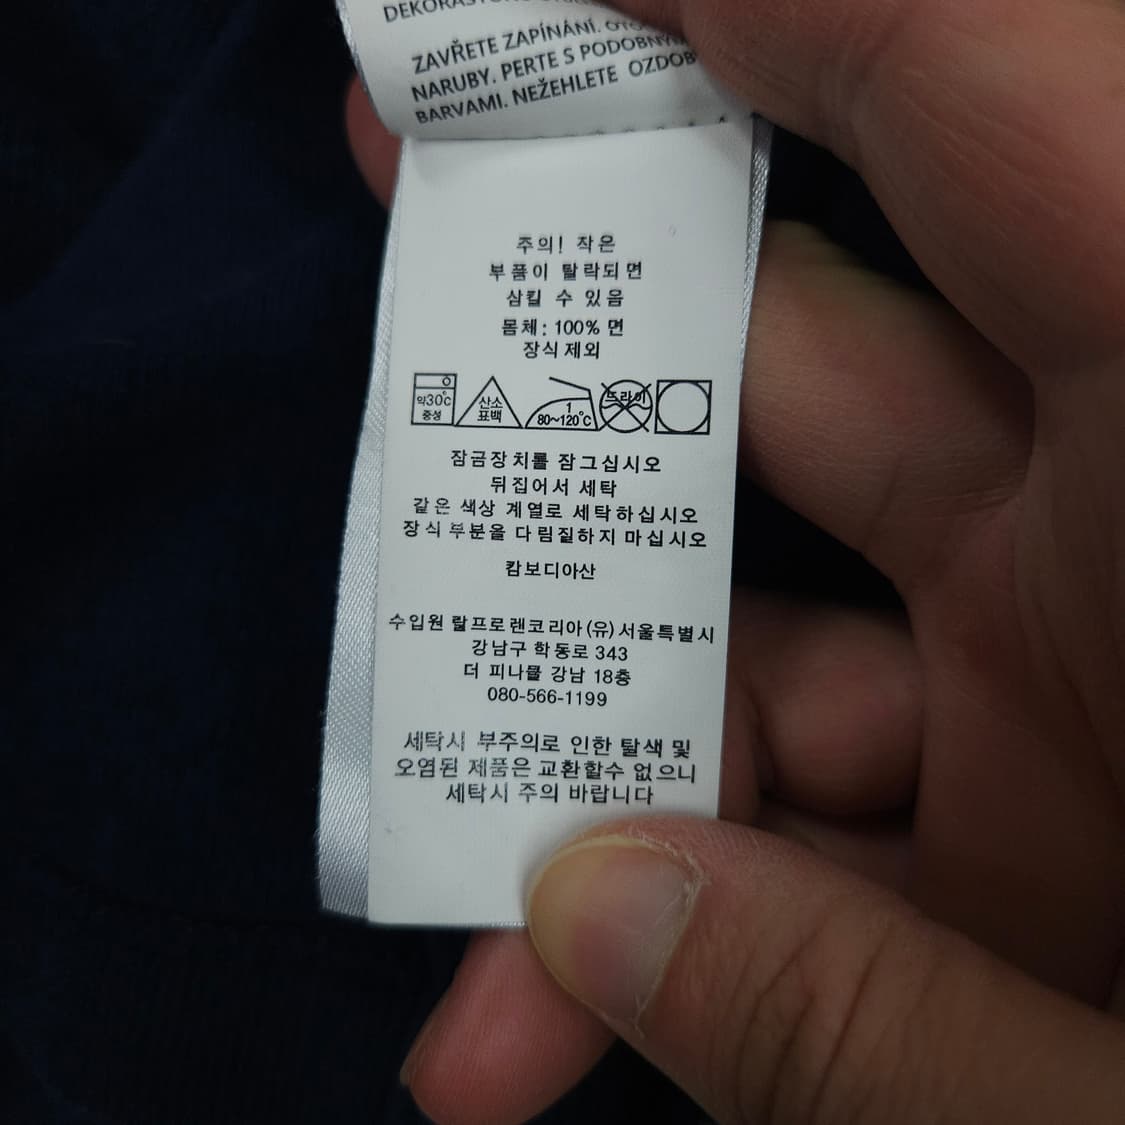 ZAVŘETE ZAPÍNÁNÍ.
NARUBY. PERTE S PODOBNÝM
BARVAMI. NEŽEHLETE OZDOB
주의! 작은
부품이 탈락되면
삼킬 수 있음
몸체: 100% 면
장식 제외
약30℃
중성
산소
표백
1
80~120℃
드라이
잠금장치를 잠그십시오
뒤집어서 세탁
같은 색상 계열로 세탁하십시오
장식 부분을 다림질하지 마십시오
캄보디아산
수입원 랄프로렌코리아(유)서울특별시
강남구 학동로 343
더 피나클 강남 18층
080-566-1199
세탁시 부주의로 인한 탈색 및
오염된 제품은 교환할수 없으니
세탁시 주의 바랍니다